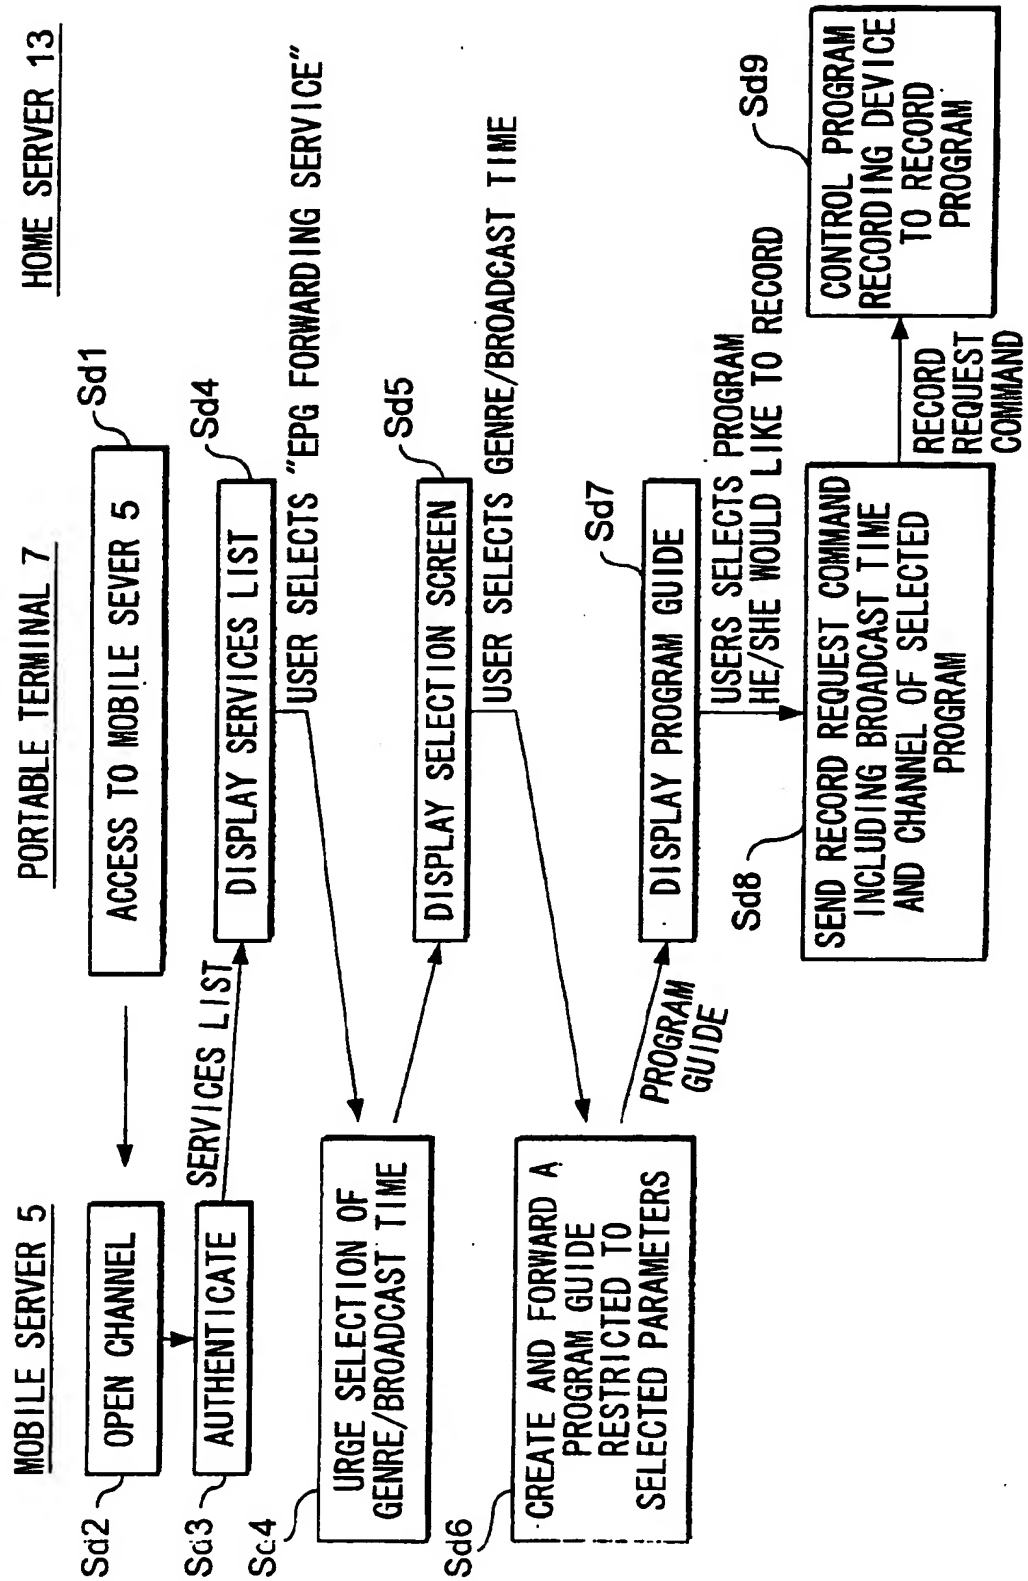 MOBILE SERVER 5
PORTABLE TERMINAL 7
HOME SERVER 13
Sd1
ACCESS TO MOBILE SEVER 5
Sd2
OPEN CHANNEL
Sd3
AUTHENTICATE
SERVICES LIST
Sd4
DISPLAY SERVICES LIST
USER SELECTS "EPG FORWARDING SERVICE"
Sd4
URGE SELECTION OF
GENRE/BROADCAST TIME
Sd5
DISPLAY SELECTION SCREEN
USER SELECTS GENRE/BROADCAST TIME
Sd6
CREATE AND FORWARD A
PROGRAM GUIDE
RESTRICTED TO
SELECTED PARAMETERS
PROGRAM
GUIDE
Sd7
DISPLAY PROGRAM GUIDE
USERS SELECTS PROGRAM
HE/SHE WOULD LIKE TO RECORD
Sd8
SEND RECORD REQUEST COMMAND
INCLUDING BROADCAST TIME
AND CHANNEL OF SELECTED
PROGRAM
RECORD
REQUEST
COMMAND
Sd9
CONTROL PROGRAM
RECORDING DEVICE
TO RECORD
PROGRAM